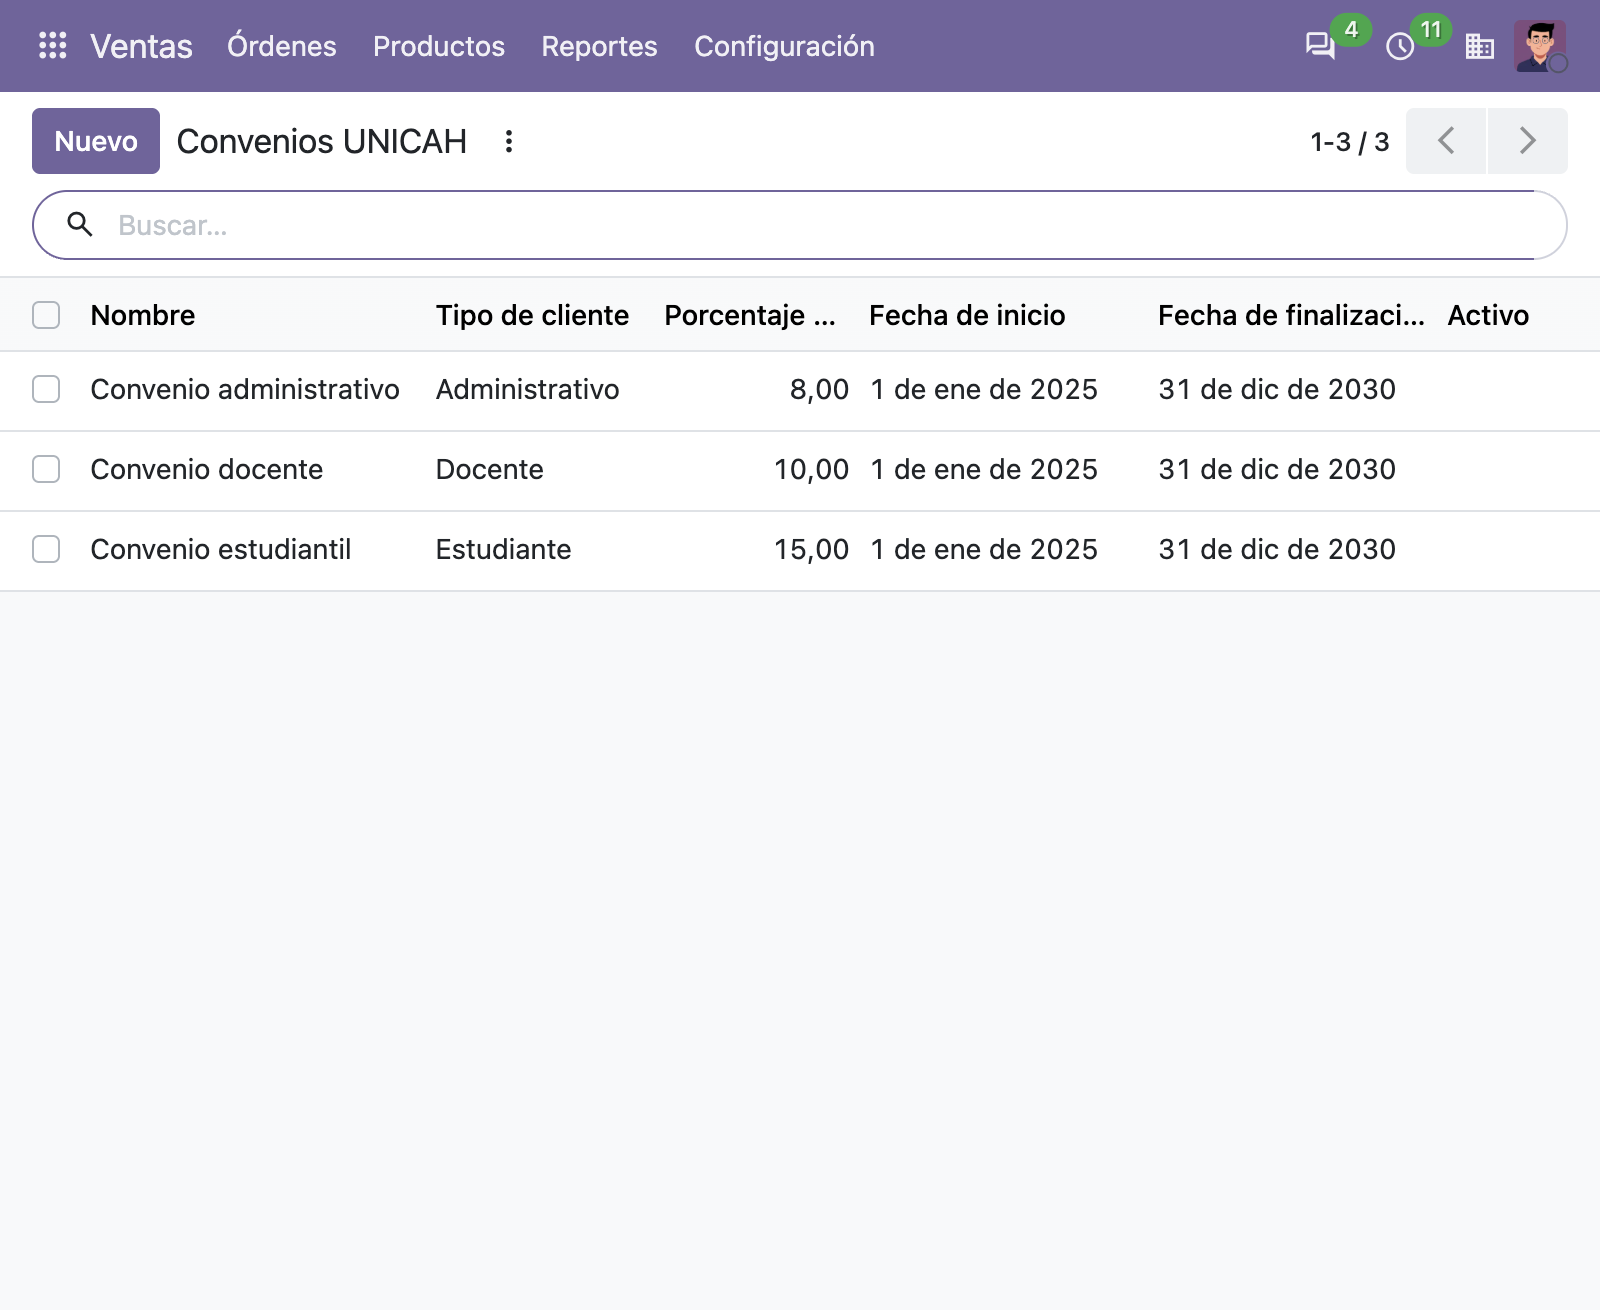 Ventas Órdenes Productos Reportes Configuración 4 11
Nuevo Convenios UNICAH 1-3 / 3
Buscar...
Nombre Tipo de cliente Porcentaje ... Fecha de inicio Fecha de finalizaci... Activo
Convenio administrativo Administrativo 8,00 1 de ene de 2025 31 de dic de 2030
Convenio docente Docente 10,00 1 de ene de 2025 31 de dic de 2030
Convenio estudiantil Estudiante 15,00 1 de ene de 2025 31 de dic de 2030